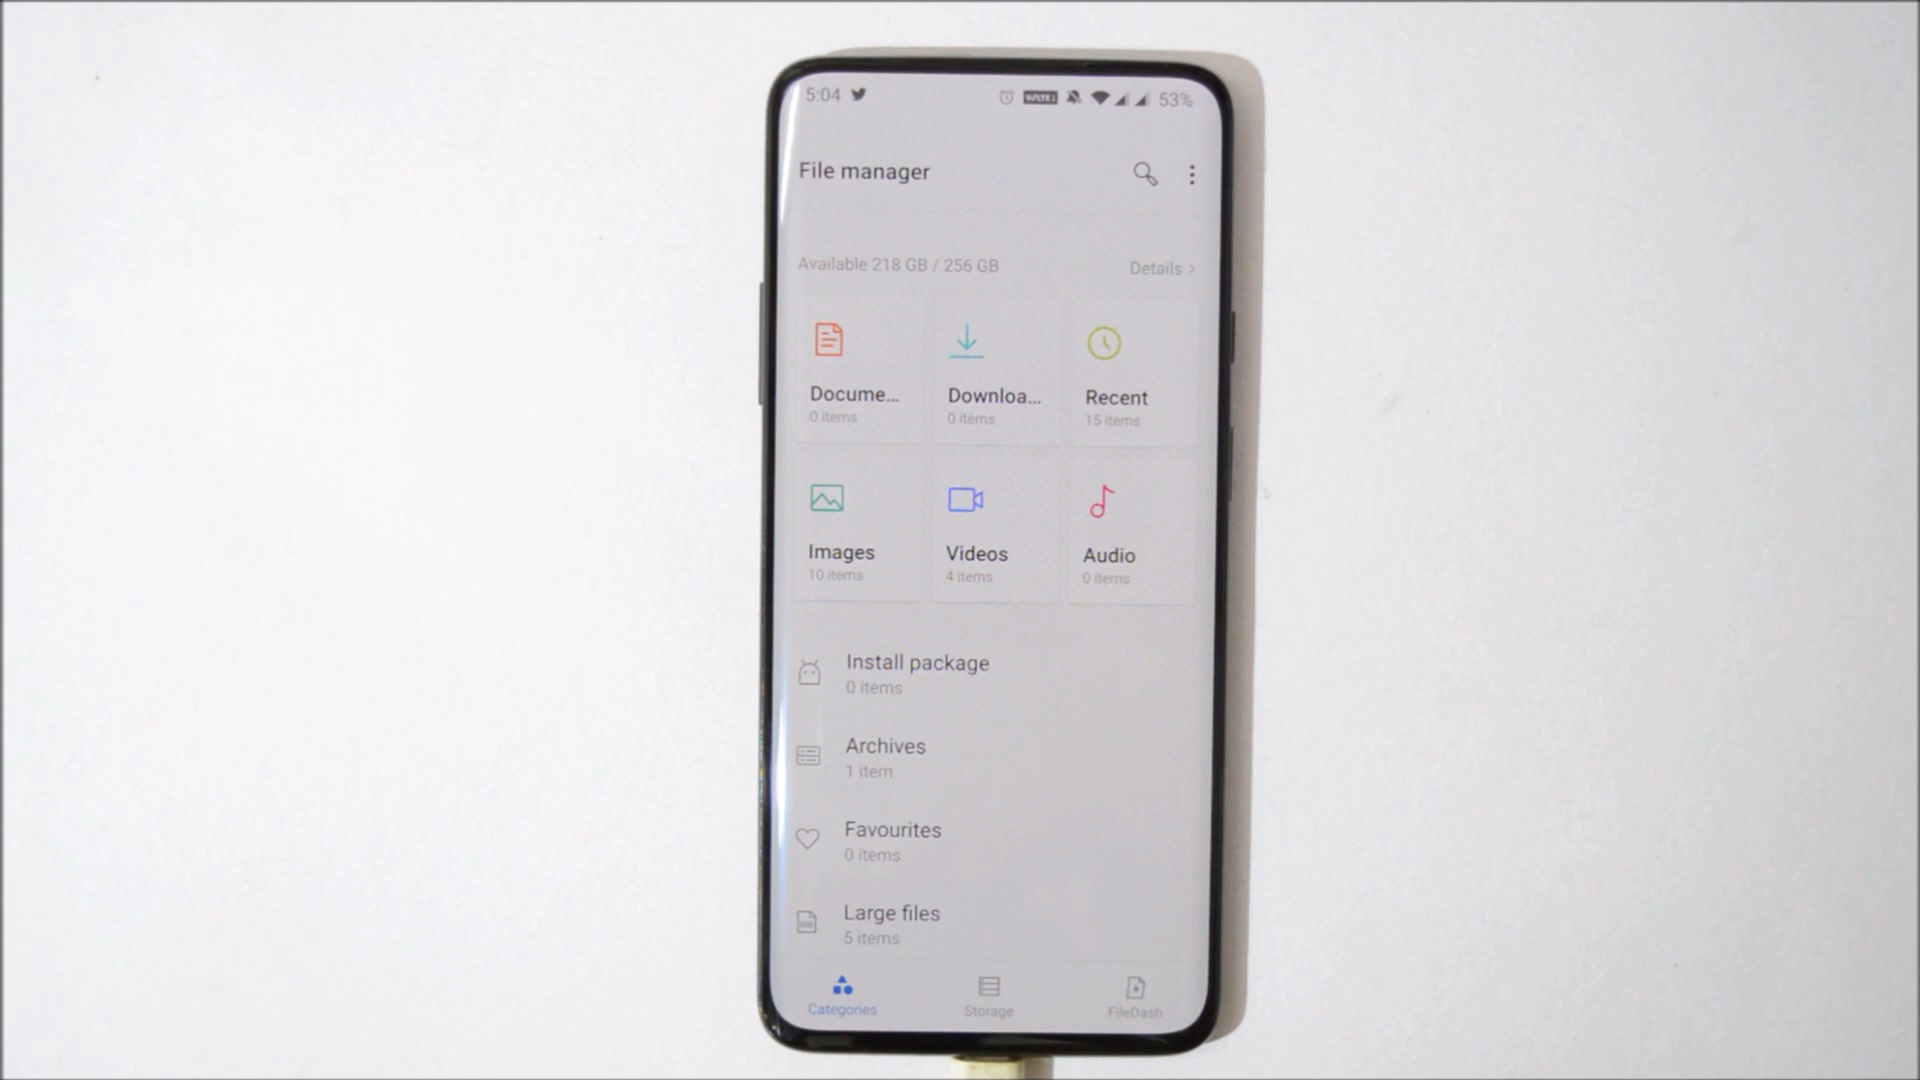 5:04 VoLTE 1 53%
File manager
Available 218 GB / 256 GB Details >
Docume... Downloa... Recent
0 items 0 items 15 items
Images Videos Audio
10 items 4 items 0 items
Install package
0 items
Archives
1 item
Favourites
0 items
Large files
5 items
Categories Storage FileDash